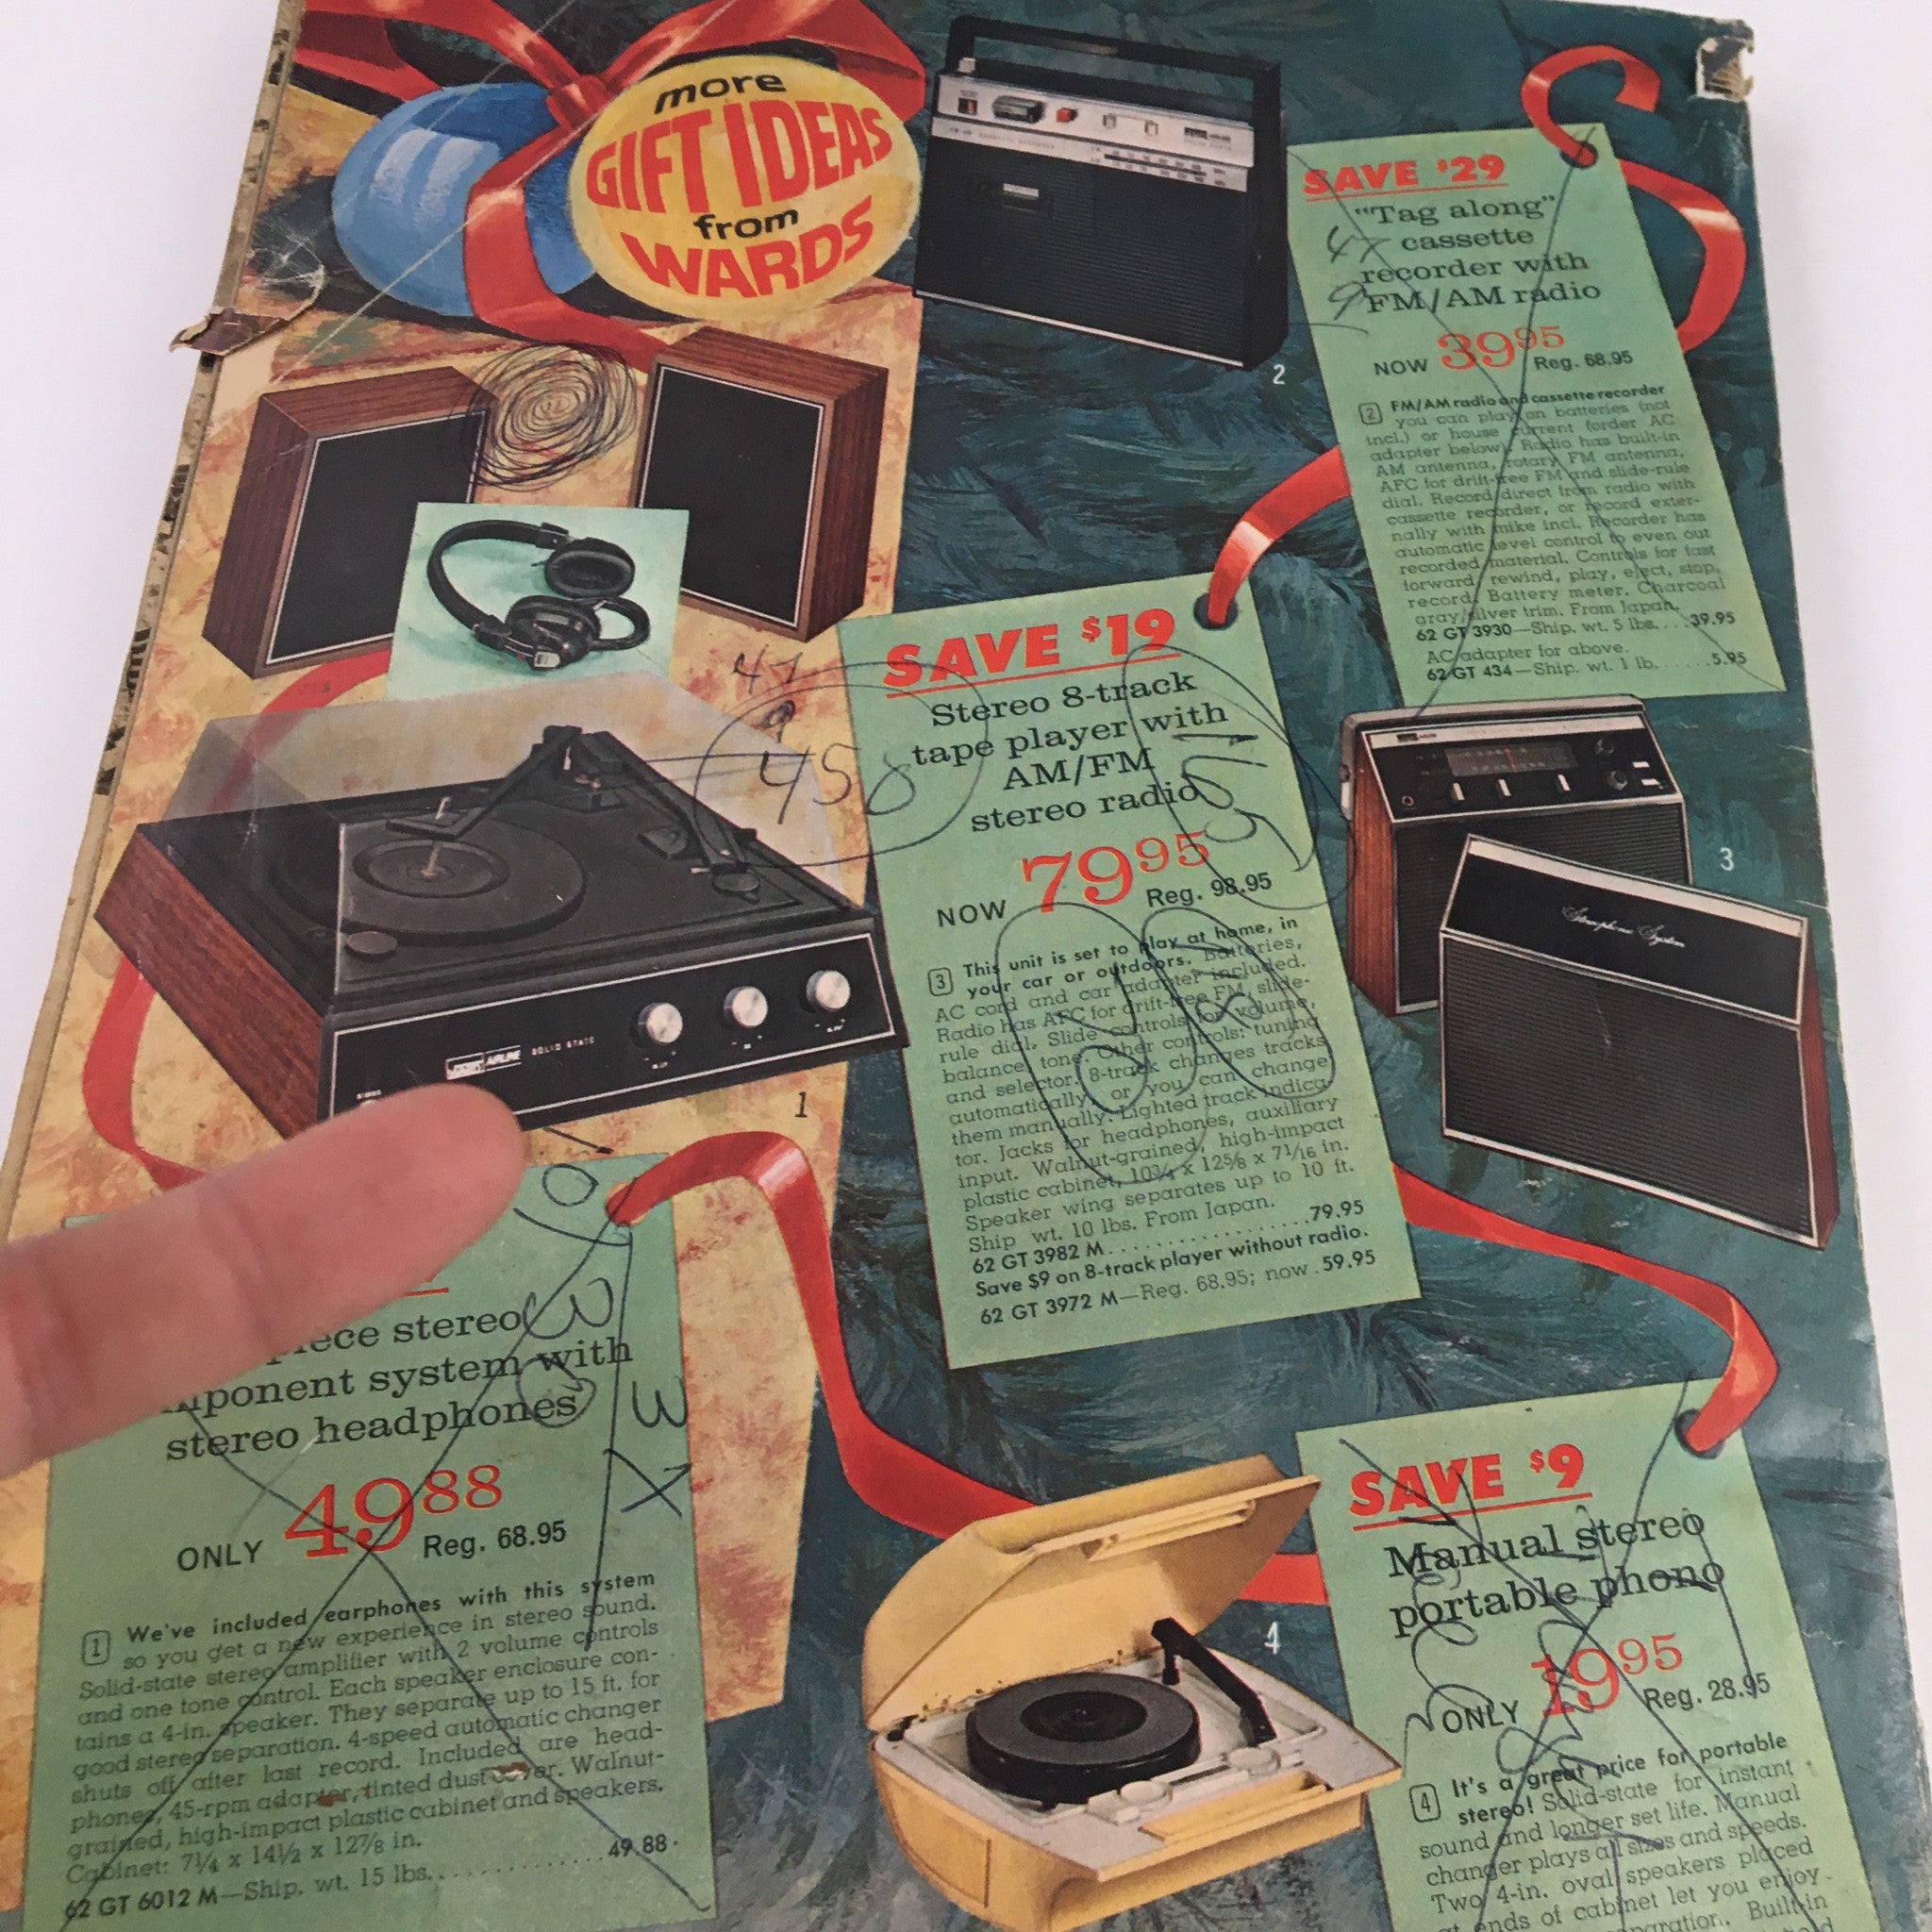 more
GIFT IDEAS
from
WARDS
2
SAVE $29
"Tag along"
cassette
recorder with
FM/AM radio
NOW 39.95 Reg. 68.95
2 FM/AM radio and cassette recorder
you can play on batteries (not
incl.) or house current (order AC
adapter below). Radio has built-in
AM antenna, rotary FM antenna,
AFC for drift-free FM and slide-rule
dial. Record direct from radio with
cassette recorder, or record exter-
nally with mike incl. Recorder has
automatic level control to even out
recorded material. Controls for fast
forward, rewind, play, eject, stop,
record. Battery meter. Charcoal
gray/silver trim. From Japan.
62 GT 3930—Ship. wt. 5 lbs....39.95
AC adapter for above.
62 GT 434—Ship. wt. 1 lb.......5.95
47
9
47
9
458
SAVE $19
Stereo 8-track
tape player with
AM/FM
stereo radio
NOW 79.95 Reg. 98.95
3 This unit is set to play at home, in
your car or outdoors. Batteries,
AC cord and car adapter included.
Radio has AFC for drift-free FM, slide-
rule dial. Slide controls for volume,
balance, tone. Other controls: tuning
and selector. 8-track changes tracks
automatically, or you can change
them manually. Lighted track indica-
tor. Jacks for headphones, auxiliary
input. Walnut-grained, high-impact
plastic cabinet, 10¾ x 12⅝ x 7 1/16 in.
Speaker wing separates up to 10 ft.
Ship wt. 10 lbs. From Japan.
62 GT 3982 M..............79.95
Save $9 on 8-track player without radio.
62 GT 3972 M—Reg. 68.95; now .59.95
3
Stereophonic System
AIRLINE SOLID STATE
1
piece stereo
ponent system with
stereo headphones
ONLY 49.88 Reg. 68.95
1 We've included earphones with this system
so you get a new experience in stereo sound.
Solid-state stereo amplifier with 2 volume controls
and one tone control. Each speaker enclosure con-
tains a 4-in. speaker. They separate up to 15 ft. for
good stereo separation. 4-speed automatic changer
shuts off after last record. Included are head-
phones, 45-rpm adapter, tinted dust cover. Walnut-
grained, high-impact plastic cabinet and speakers.
Cabinet: 7¼ x 14½ x 12⅞ in.
62 GT 6012 M—Ship. wt. 15 lbs...............49.88
4
SAVE $9
Manual stereo
portable phono
ONLY 19.95 Reg. 28.95
4 It's a great price for portable
stereo! Solid-state for instant
sound and longer set life. Manual
changer plays all sizes and speeds.
Two 4-in. oval speakers placed
at ends of cabinet let you enjoy
Built-in